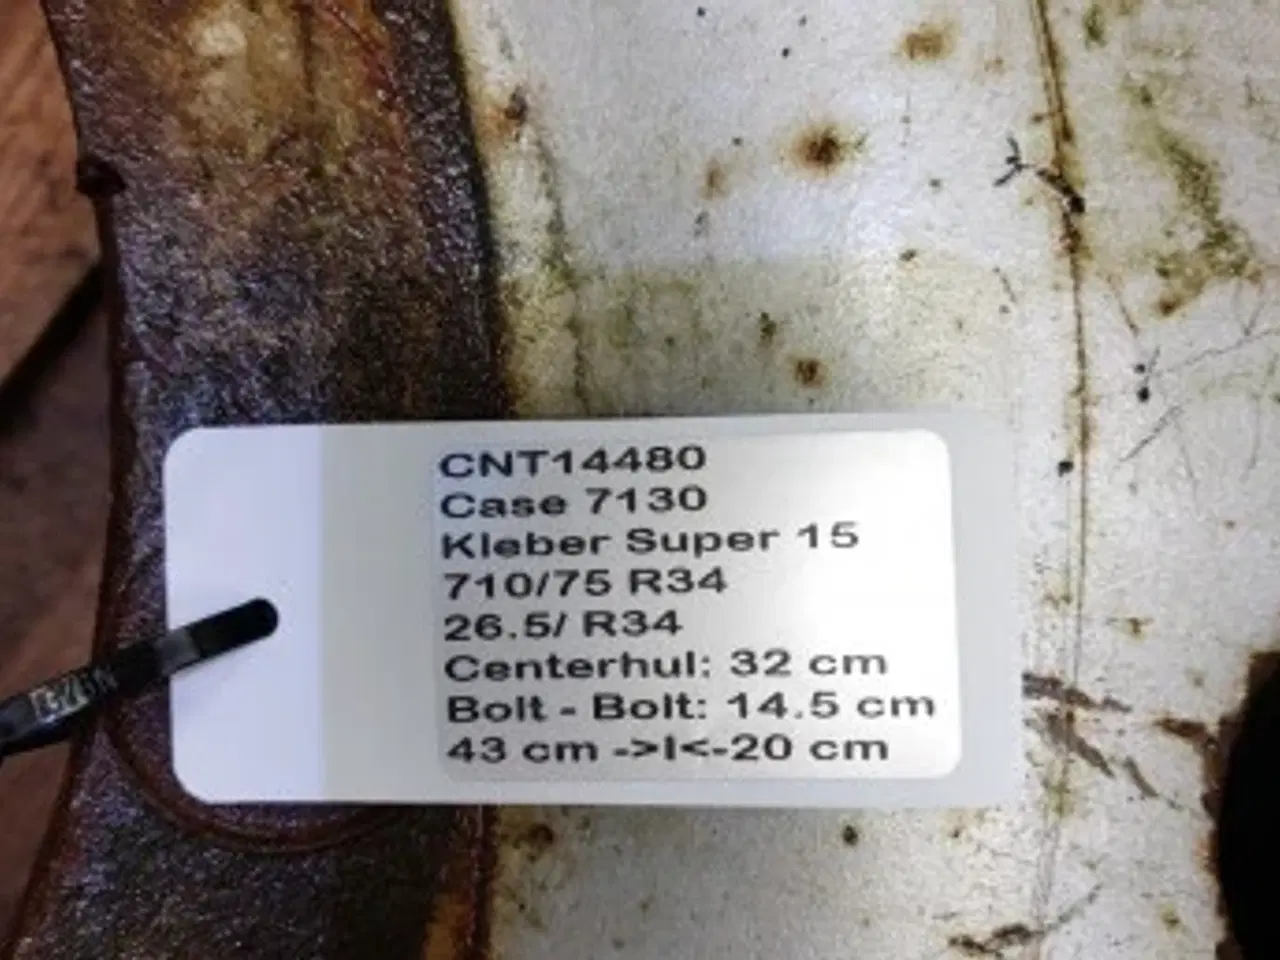 CNT14480
Case 7130
Kleber Super 15
710/75 R34
26.5/ R34
Centerhul: 32 cm
Bolt - Bolt: 14.5 cm
43 cm ->I<-20 cm